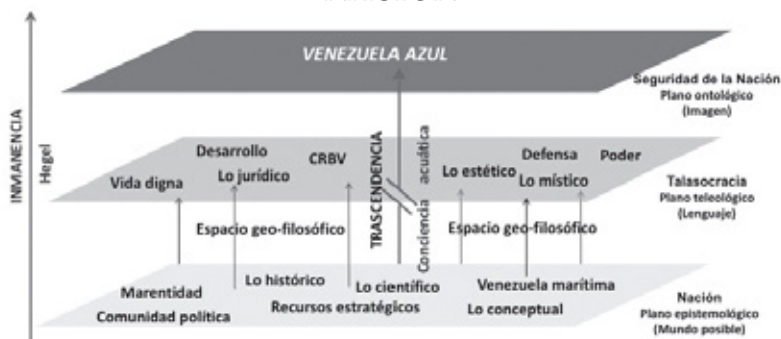 VENEZUELA AZUL
Seguridad de la Nación
Plano ontológico
(Imagen)
INMANENCIA
Hegel
Desarrollo
CRBV
Vida digna
Lo jurídico
TRASCENDENCIA
Conciencia acuática
Lo estético
Defensa
Poder
Lo místico
Talasocracia
Plano teleológico
(Lenguaje)
Espacio geo-filosófico
Espacio geo-filosófico
Lo histórico
Lo científico
Venezuela marítima
Marentidad
Recursos estratégicos
Lo conceptual
Comunidad política
Nación
Plano epistemológico
(Mundo posible)